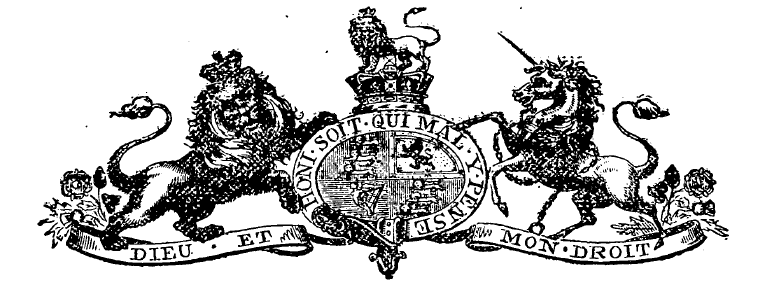 HONI · SOIT · QUI MAL · Y · PENSE
DIEU · ET
MON · DROIT